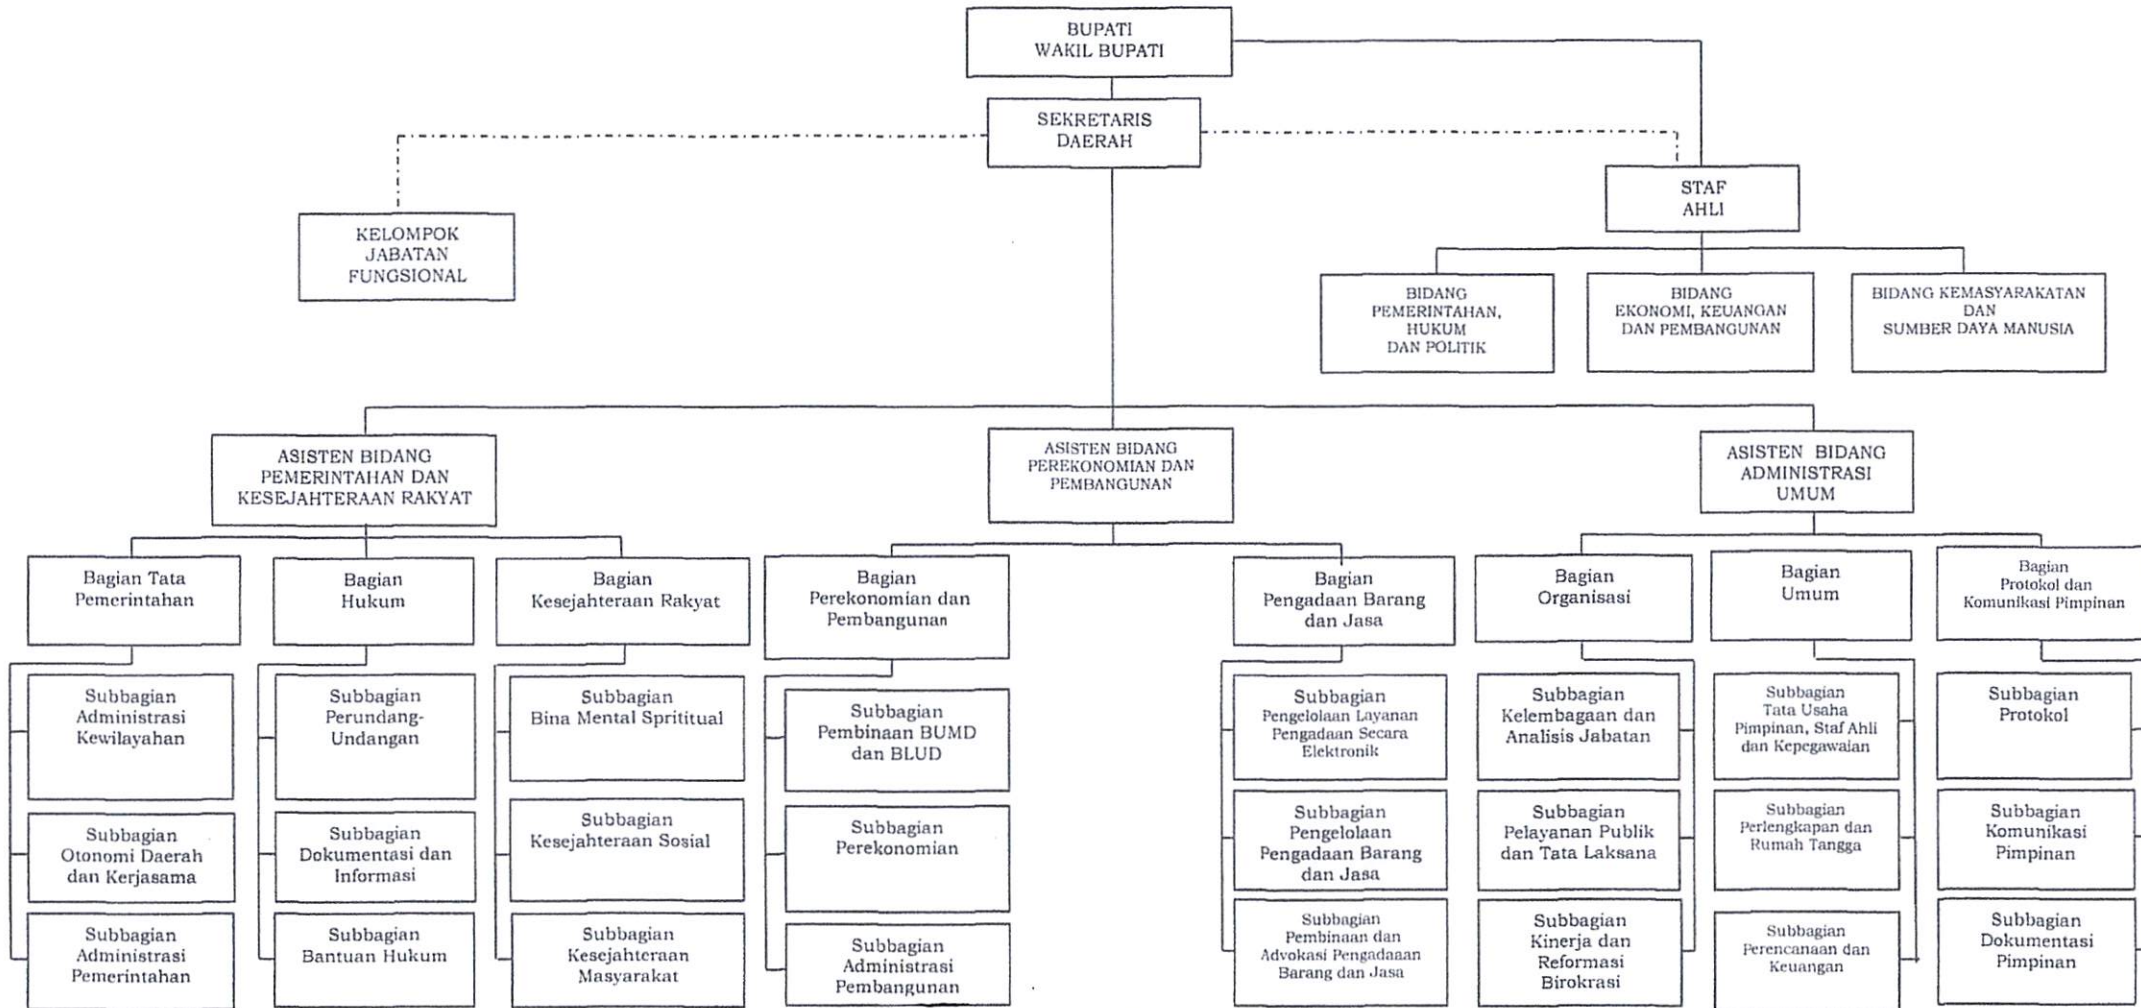 BUPATI
WAKIL BUPATI
SEKRETARIS
DAERAH
STAF
AHLI
KELOMPOK
JABATAN
FUNGSIONAL
BIDANG
PEMERINTAHAN,
HUKUM
DAN POLITIK
BIDANG
EKONOMI, KEUANGAN
DAN PEMBANGUNAN
BIDANG KEMASYARAKATAN
DAN
SUMBER DAYA MANUSIA
ASISTEN BIDANG
PEMERINTAHAN DAN
KESEJAHTERAAN RAKYAT
ASISTEN BIDANG
PEREKONOMIAN DAN
PEMBANGUNAN
ASISTEN BIDANG
ADMINISTRASI
UMUM
Bagian Tata
Pemerintahan
Bagian
Hukum
Bagian
Kesejahteraan Rakyat
Bagian
Perekonomian dan
Pembangunan
Bagian
Pengadaan Barang
dan Jasa
Bagian
Organisasi
Bagian
Umum
Bagian
Protokol dan
Komunikasi Pimpinan
Subbagian
Administrasi
Kewilayahan
Subbagian
Perundang-
Undangan
Subbagian
Bina Mental Sprititual
Subbagian
Pembinaan BUMD
dan BLUD
Subbagian
Pengelolaan Layanan
Pengadaan Secara
Elektronik
Subbagian
Kelembagaan dan
Analisis Jabatan
Subbagian
Tata Usaha
Pimpinan, Staf Ahli
dan Kepegawaian
Subbagian
Protokol
Subbagian
Otonomi Daerah
dan Kerjasama
Subbagian
Dokumentasi dan
Informasi
Subbagian
Kesejahteraan Sosial
Subbagian
Perekonomian
Subbagian
Pengelolaan
Pengadaan Barang
dan Jasa
Subbagian
Pelayanan Publik
dan Tata Laksana
Subbagian
Perlengkapan dan
Rumah Tangga
Subbagian
Komunikasi
Pimpinan
Subbagian
Administrasi
Pemerintahan
Subbagian
Bantuan Hukum
Subbagian
Kesejahteraan
Masyarakat
Subbagian
Administrasi
Pembangunan
Subbagian
Pembinaan dan
Advokasi Pengadaaan
Barang dan Jasa
Subbagian
Kinerja dan
Reformasi
Birokrasi
Subbagian
Perencanaan dan
Keuangan
Subbagian
Dokumentasi
Pimpinan